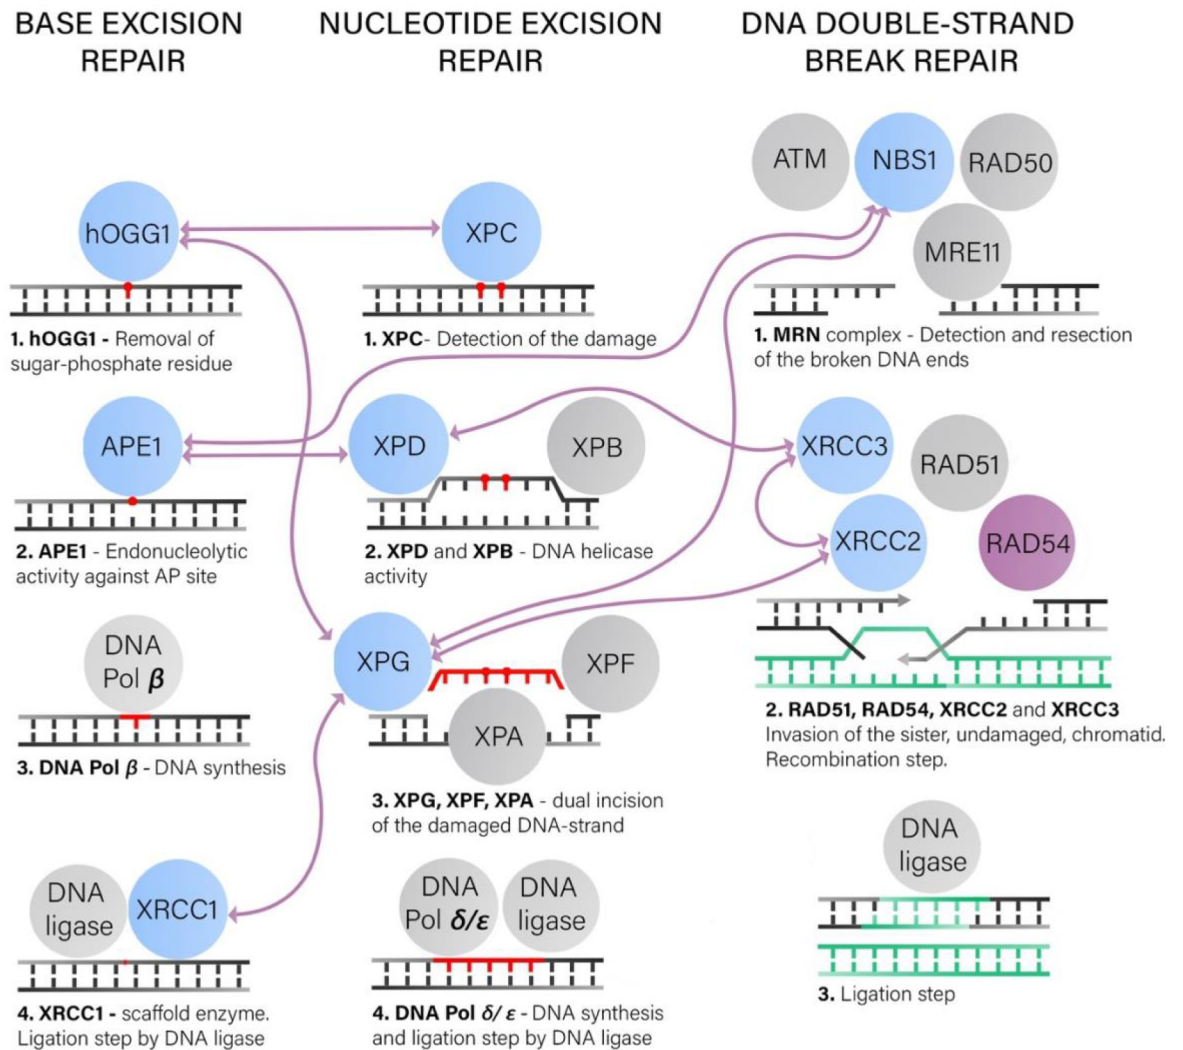 BASE EXCISION
REPAIR
hOGG1
1. hOGG1 - Removal of
sugar-phosphate residue
APE1
2. APE1 - Endonucleolytic
activity against AP site
DNA
Pol β
3. DNA Pol β - DNA synthesis
DNA
ligase
XRCC1
4. XRCC1 - scaffold enzyme.
Ligation step by DNA ligase
NUCLEOTIDE EXCISION
REPAIR
XPC
1. XPC- Detection of the damage
XPD
XPB
2. XPD and XPB - DNA helicase
activity
XPG
XPF
XPA
3. XPG, XPF, XPA - dual incision
of the damaged DNA-strand
DNA
Pol δ/ε
DNA
ligase
4. DNA Pol δ/ ε - DNA synthesis
and ligation step by DNA ligase
DNA DOUBLE-STRAND
BREAK REPAIR
ATM
NBS1
RAD50
MRE11
1. MRN complex - Detection and resection
of the broken DNA ends
XRCC3
RAD51
XRCC2
RAD54
2. RAD51, RAD54, XRCC2 and XRCC3
Invasion of the sister, undamaged, chromatid.
Recombination step.
DNA
ligase
3. Ligation step